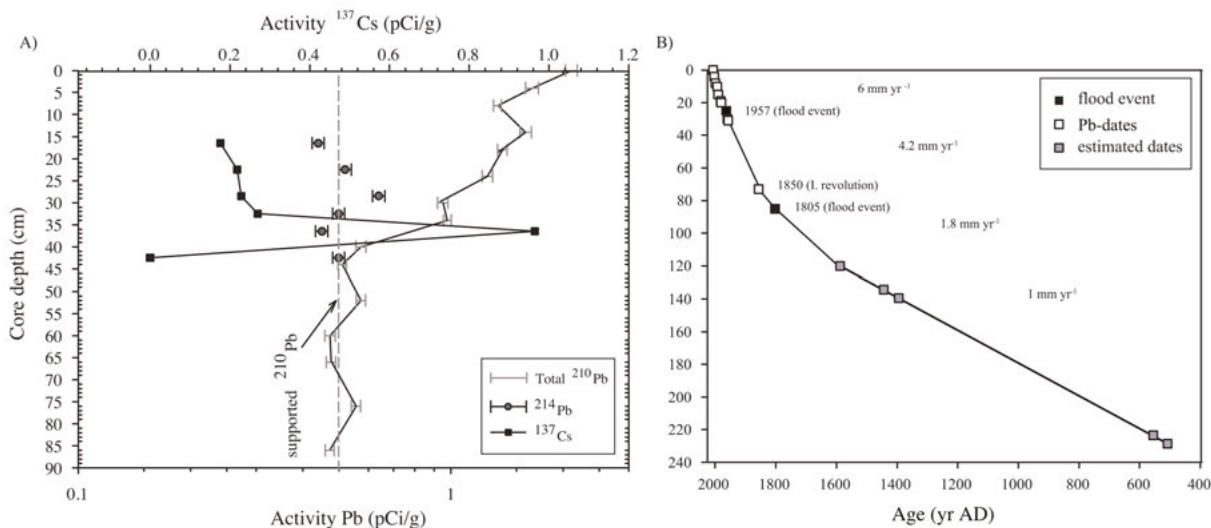 A)
Activity ¹³⁷Cs (pCi/g)
0.0 0.2 0.4 0.6 0.8 1.0 1.2
Core depth (cm)
0
5
10
15
20
25
30
35
40
45
50
55
60
65
70
75
80
85
90
supported ²¹⁰Pb
Total ²¹⁰Pb
²¹⁴Pb
¹³⁷Cs
0.1 1
Activity Pb (pCi/g)
B)
0
20
40
60
80
100
120
140
160
180
200
220
240
6 mm yr⁻¹
1957 (flood event)
4.2 mm yr⁻¹
1850 (I. revolution)
1805 (flood event)
1.8 mm yr⁻¹
1 mm yr⁻¹
flood event
Pb-dates
estimated dates
2000 1800 1600 1400 1200 1000 800 600 400
Age (yr AD)